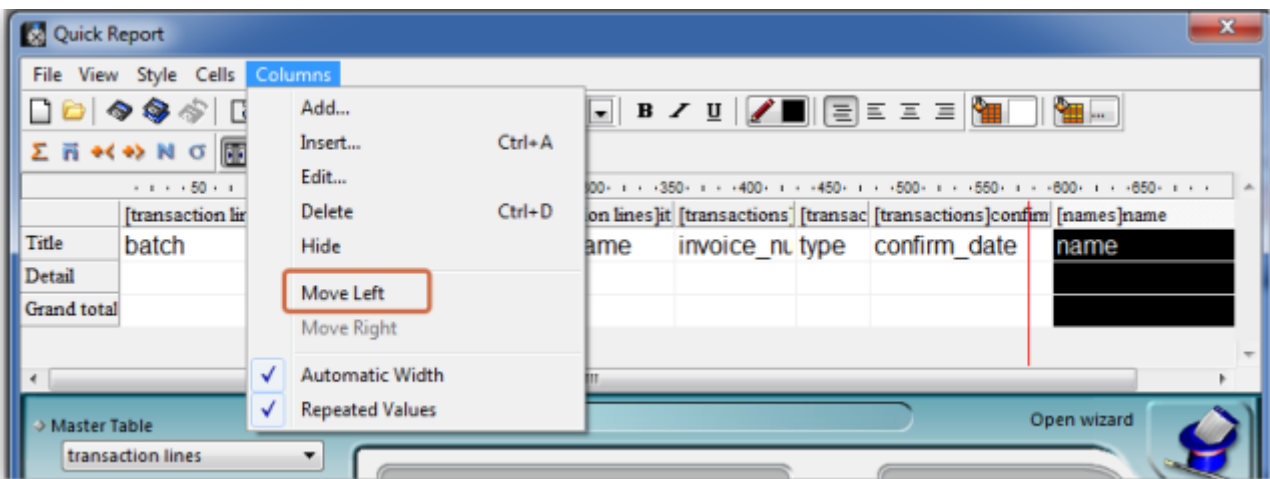 Quick Report
File View Style Cells Columns
Add...
B I U ...
Insert... Ctrl+A
Σ n N σ
Edit...
50 350 400 450 500 550 600 650
Delete Ctrl+D
[transaction lin on lines]it [transactions] [transac [transactions]confirm [names]name
Title batch ame invoice_nu type confirm_date name
Hide
Detail
Move Left
Grand total
Move Right
Automatic Width
Repeated Values
Master Table Open wizard
transaction lines